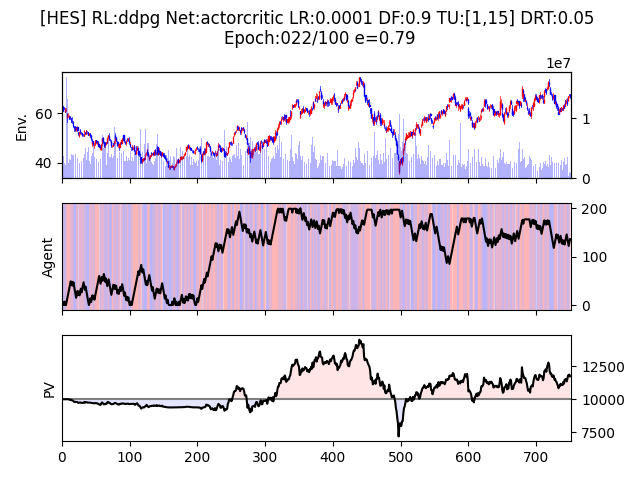 [HES] RL:ddpg Net:actorcritic LR:0.0001 DF:0.9 TU:[1,15] DRT:0.05
Epoch:022/100 e=0.79
1e7
Env.
60
40
1
0
Agent
200
100
0
PV
12500
10000
7500
0 100 200 300 400 500 600 700